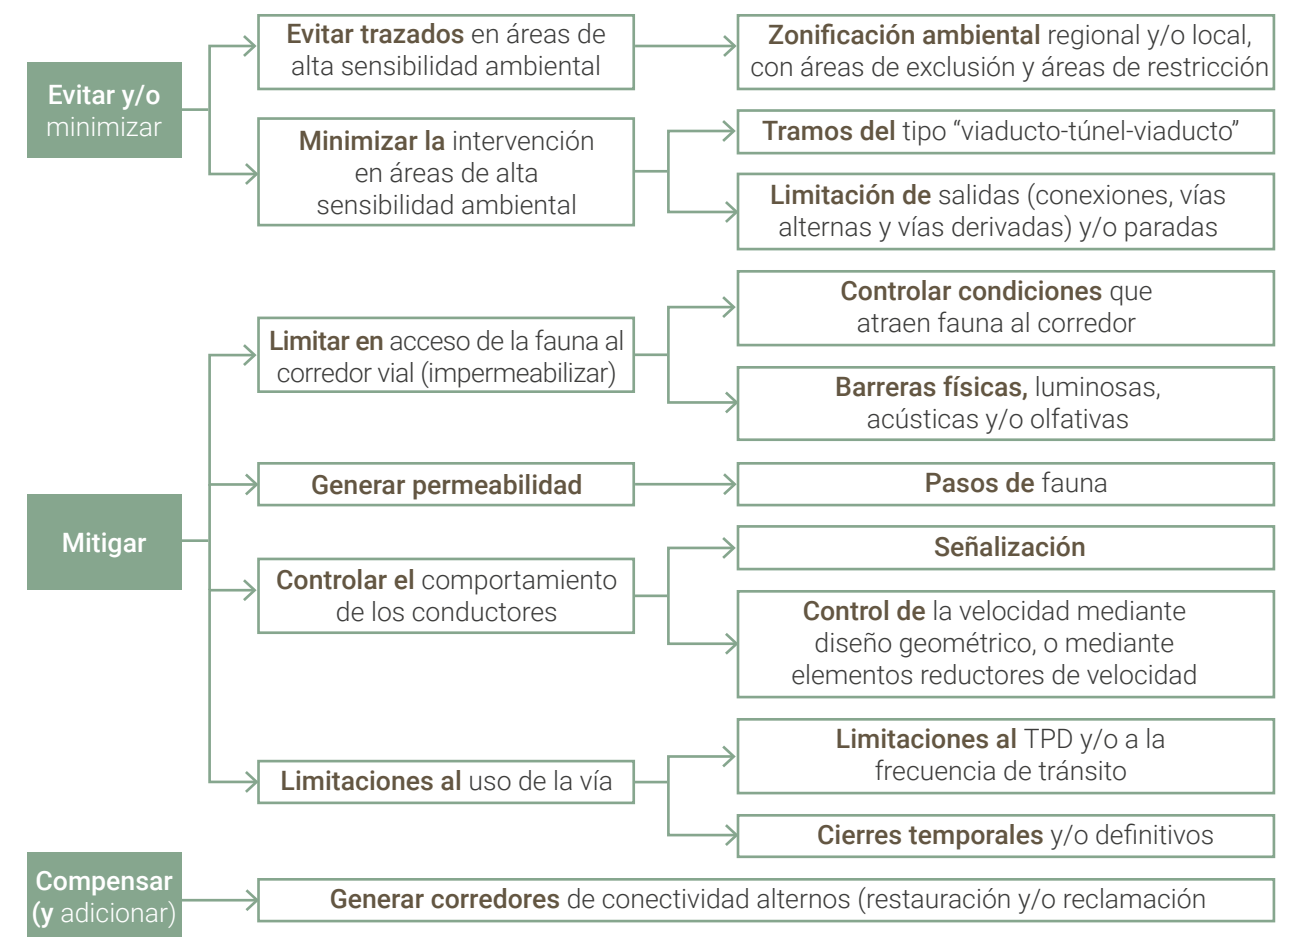 Evitar y/o
minimizar
Evitar trazados en áreas de
alta sensibilidad ambiental
Zonificación ambiental regional y/o local,
con áreas de exclusión y áreas de restricción
Minimizar la intervención
en áreas de alta
sensibilidad ambiental
Tramos del tipo “viaducto-túnel-viaducto”
Limitación de salidas (conexiones, vías
alternas y vías derivadas) y/o paradas
Mitigar
Limitar en acceso de la fauna al
corredor vial (impermeabilizar)
Controlar condiciones que
atraen fauna al corredor
Barreras físicas, luminosas,
acústicas y/o olfativas
Generar permeabilidad
Pasos de fauna
Controlar el comportamiento
de los conductores
Señalización
Control de la velocidad mediante
diseño geométrico, o mediante
elementos reductores de velocidad
Limitaciones al uso de la vía
Limitaciones al TPD y/o a la
frecuencia de tránsito
Cierres temporales y/o definitivos
Compensar
(y adicionar)
Generar corredores de conectividad alternos (restauración y/o reclamación